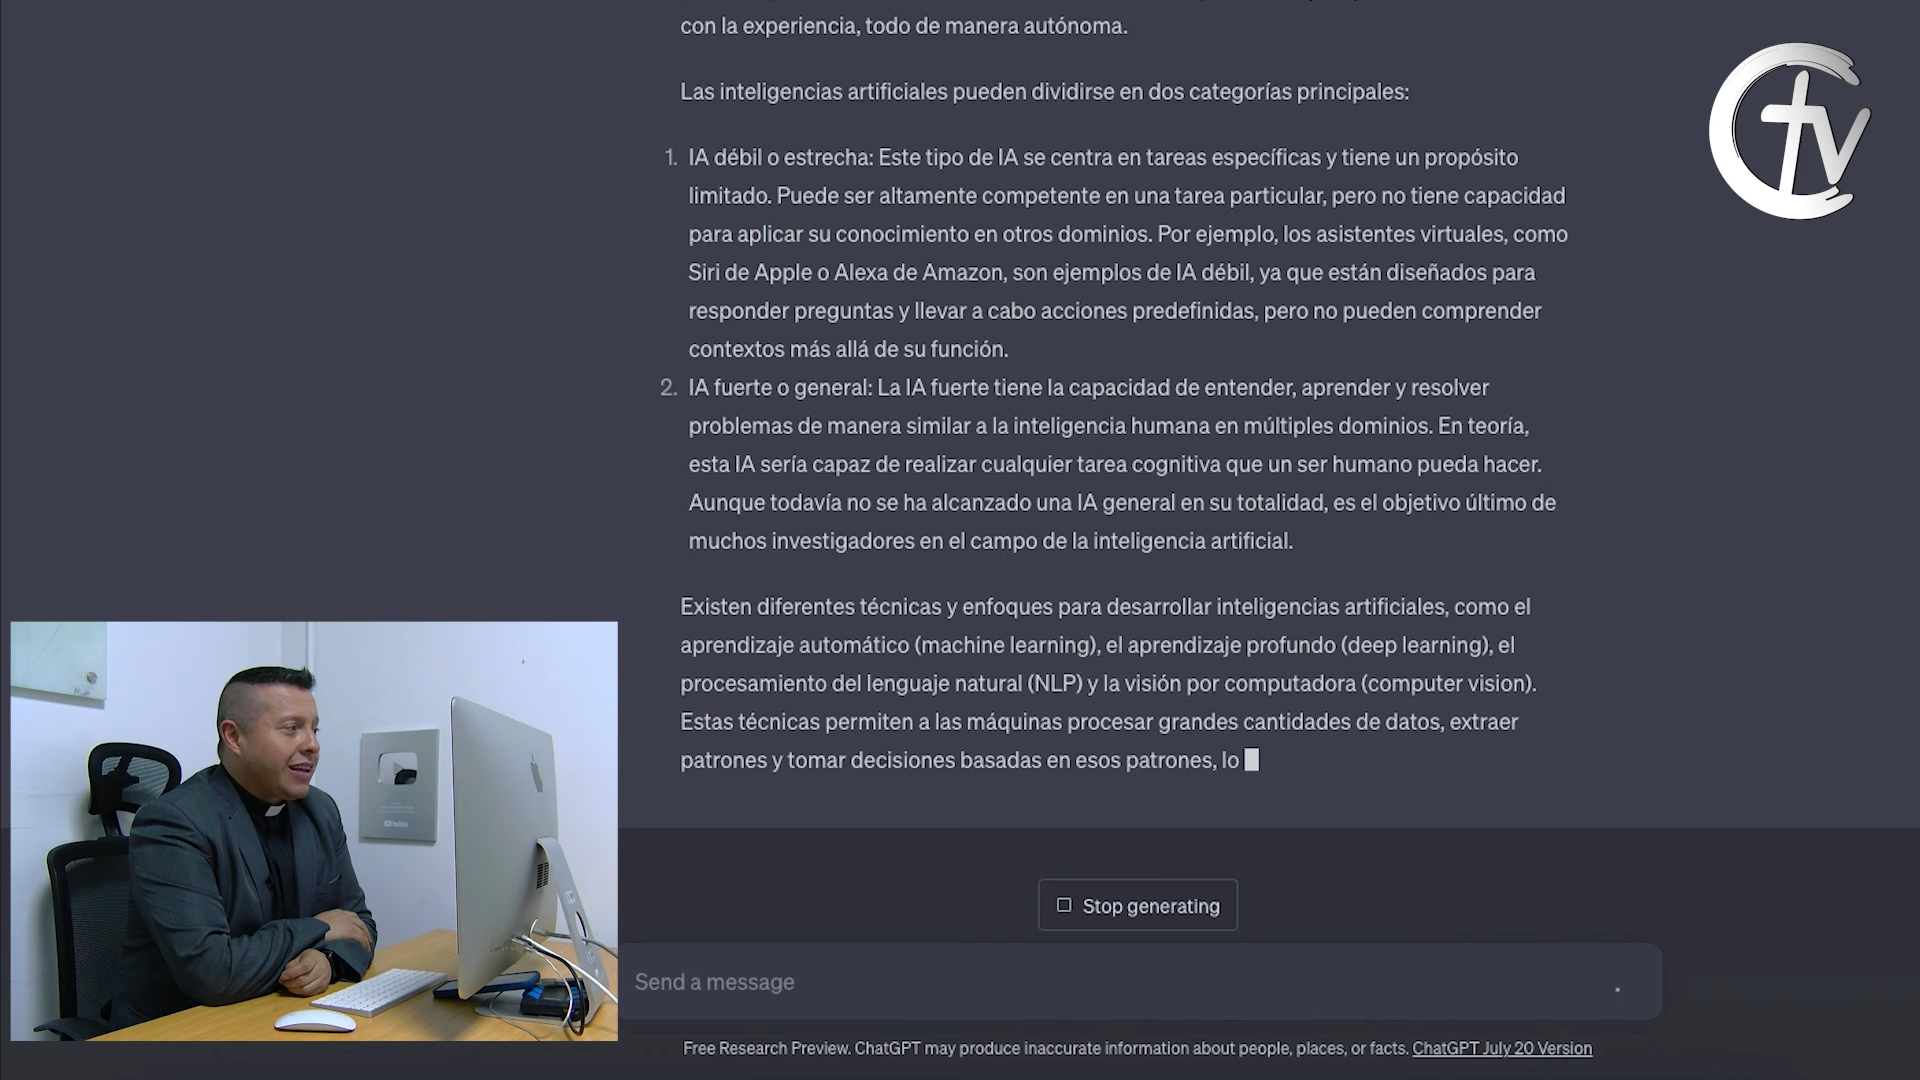 con la experiencia, todo de manera autónoma.
Las inteligencias artificiales pueden dividirse en dos categorías principales:
1. IA débil o estrecha: Este tipo de IA se centra en tareas específicas y tiene un propósito
limitado. Puede ser altamente competente en una tarea particular, pero no tiene capacidad
para aplicar su conocimiento en otros dominios. Por ejemplo, los asistentes virtuales, como
Siri de Apple o Alexa de Amazon, son ejemplos de IA débil, ya que están diseñados para
responder preguntas y llevar a cabo acciones predefinidas, pero no pueden comprender
contextos más allá de su función.
2. IA fuerte o general: La IA fuerte tiene la capacidad de entender, aprender y resolver
problemas de manera similar a la inteligencia humana en múltiples dominios. En teoría,
esta IA sería capaz de realizar cualquier tarea cognitiva que un ser humano pueda hacer.
Aunque todavía no se ha alcanzado una IA general en su totalidad, es el objetivo último de
muchos investigadores en el campo de la inteligencia artificial.
Existen diferentes técnicas y enfoques para desarrollar inteligencias artificiales, como el
aprendizaje automático (machine learning), el aprendizaje profundo (deep learning), el
procesamiento del lenguaje natural (NLP) y la visión por computadora (computer vision).
Estas técnicas permiten a las máquinas procesar grandes cantidades de datos, extraer
patrones y tomar decisiones basadas en esos patrones, lo
Stop generating
Send a message
Free Research Preview. ChatGPT may produce inaccurate information about people, places, or facts. ChatGPT July 20 Version
CTV
YouTube